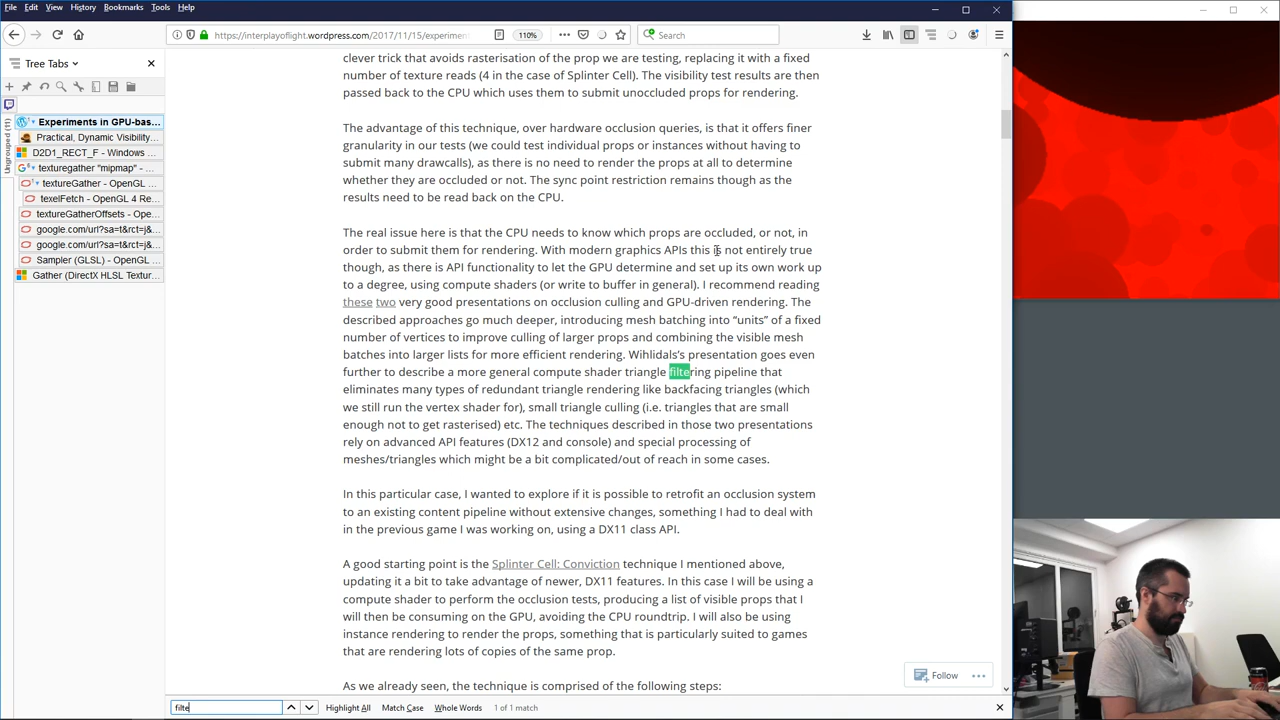 File Edit View History Bookmarks Tools Help
https://interplayoflight.wordpress.com/2017/11/15/experimen
110%
Search
Tree Tabs
Ungrouped (11)
Experiments in GPU-bas...
Practical, Dynamic Visibility...
D2D1_RECT_F - Windows ...
texturegather "mipmap" - ...
textureGather - OpenGL ...
texelFetch - OpenGL 4 Re...
textureGatherOffsets - Ope...
google.com/url?sa=t&rct=j&...
google.com/url?sa=t&rct=j&...
Sampler (GLSL) - OpenGL ...
Gather (DirectX HLSL Textur...
clever trick that avoids rasterisation of the prop we are testing, replacing it with a fixed
number of texture reads (4 in the case of Splinter Cell). The visibility test results are then
passed back to the CPU which uses them to submit unoccluded props for rendering.
The advantage of this technique, over hardware occlusion queries, is that it offers finer
granularity in our tests (we could test individual props or instances without having to
submit many drawcalls), as there is no need to render the props at all to determine
whether they are occluded or not. The sync point restriction remains though as the
results need to be read back on the CPU.
The real issue here is that the CPU needs to know which props are occluded, or not, in
order to submit them for rendering. With modern graphics APIs this is not entirely true
though, as there is API functionality to let the GPU determine and set up its own work up
to a degree, using compute shaders (or write to buffer in general). I recommend reading
these two very good presentations on occlusion culling and GPU-driven rendering. The
described approaches go much deeper, introducing mesh batching into “units” of a fixed
number of vertices to improve culling of larger props and combining the visible mesh
batches into larger lists for more efficient rendering. Wihlidals’s presentation goes even
further to describe a more general compute shader triangle filtering pipeline that
eliminates many types of redundant triangle rendering like backfacing triangles (which
we still run the vertex shader for), small triangle culling (i.e. triangles that are small
enough not to get rasterised) etc. The techniques described in those two presentations
rely on advanced API features (DX12 and console) and special processing of
meshes/triangles which might be a bit complicated/out of reach in some cases.
In this particular case, I wanted to explore if it is possible to retrofit an occlusion system
to an existing content pipeline without extensive changes, something I had to deal with
in the previous game I was working on, using a DX11 class API.
A good starting point is the Splinter Cell: Conviction technique I mentioned above,
updating it a bit to take advantage of newer, DX11 features. In this case I will be using a
compute shader to perform the occlusion tests, producing a list of visible props that I
will then be consuming on the GPU, avoiding the CPU roundtrip. I will also be using
instance rendering to render the props, something that is particularly suited to games
that are rendering lots of copies of the same prop.
As we already seen, the technique is comprised of the following steps:
Follow
filte
Highlight All Match Case Whole Words 1 of 1 match